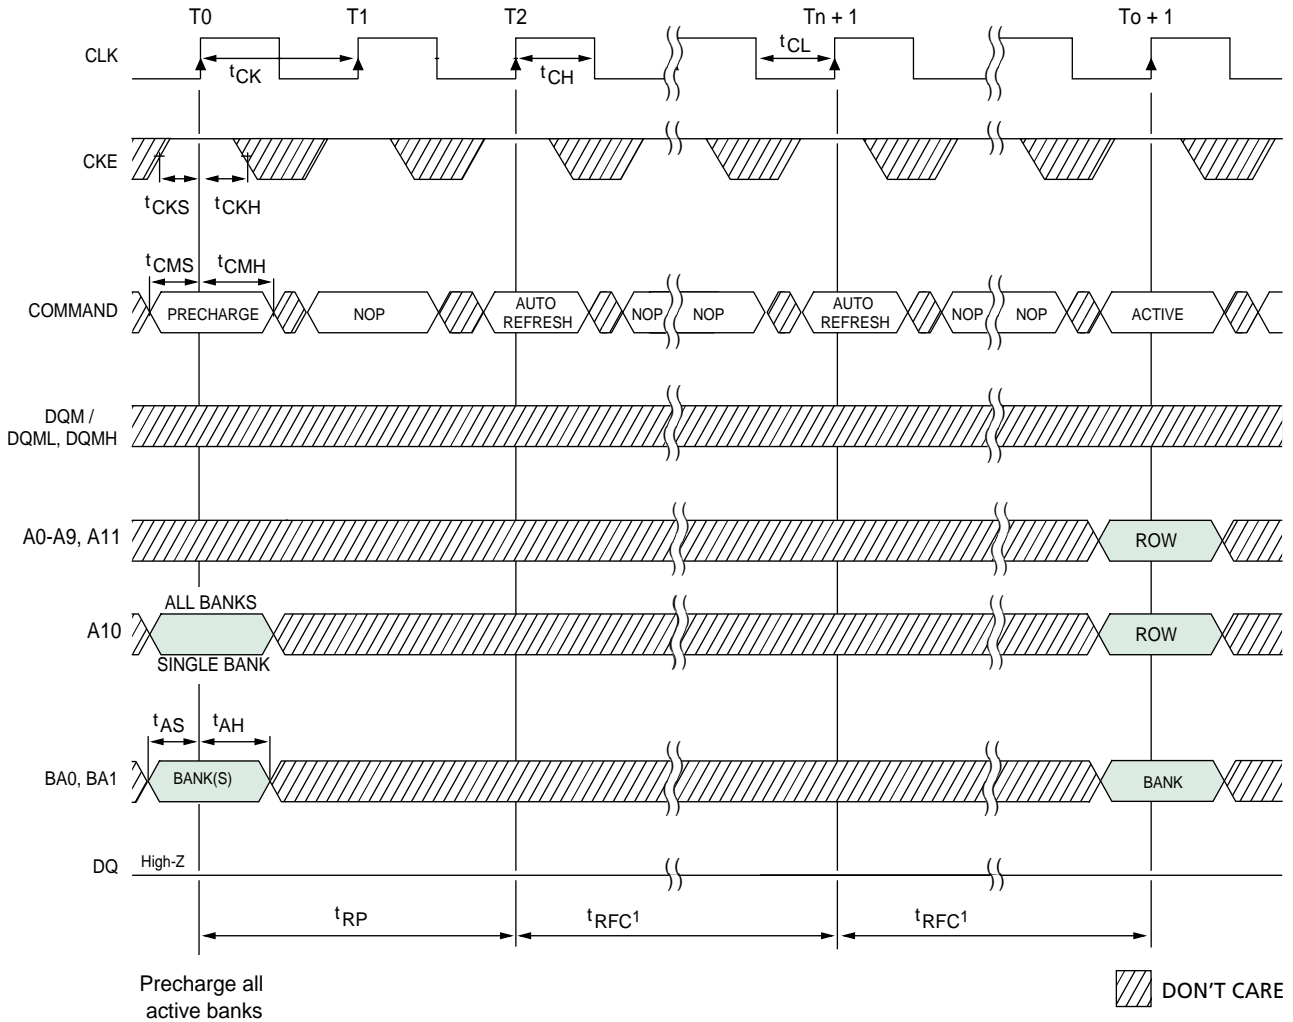 T0 T1 T2 Tn + 1 To + 1
CLK
tCK tCH tCL
CKE
tCKS tCKH
tCMS tCMH
COMMAND PRECHARGE NOP AUTO REFRESH NOP NOP AUTO REFRESH NOP NOP ACTIVE
DQM /
DQML, DQMH
A0-A9, A11 ROW
ALL BANKS
A10 ROW
SINGLE BANK
tAS tAH
BA0, BA1 BANK(S) BANK
DQ High-Z
tRP tRFC1 tRFC1
Precharge all
active banks
DON'T CARE